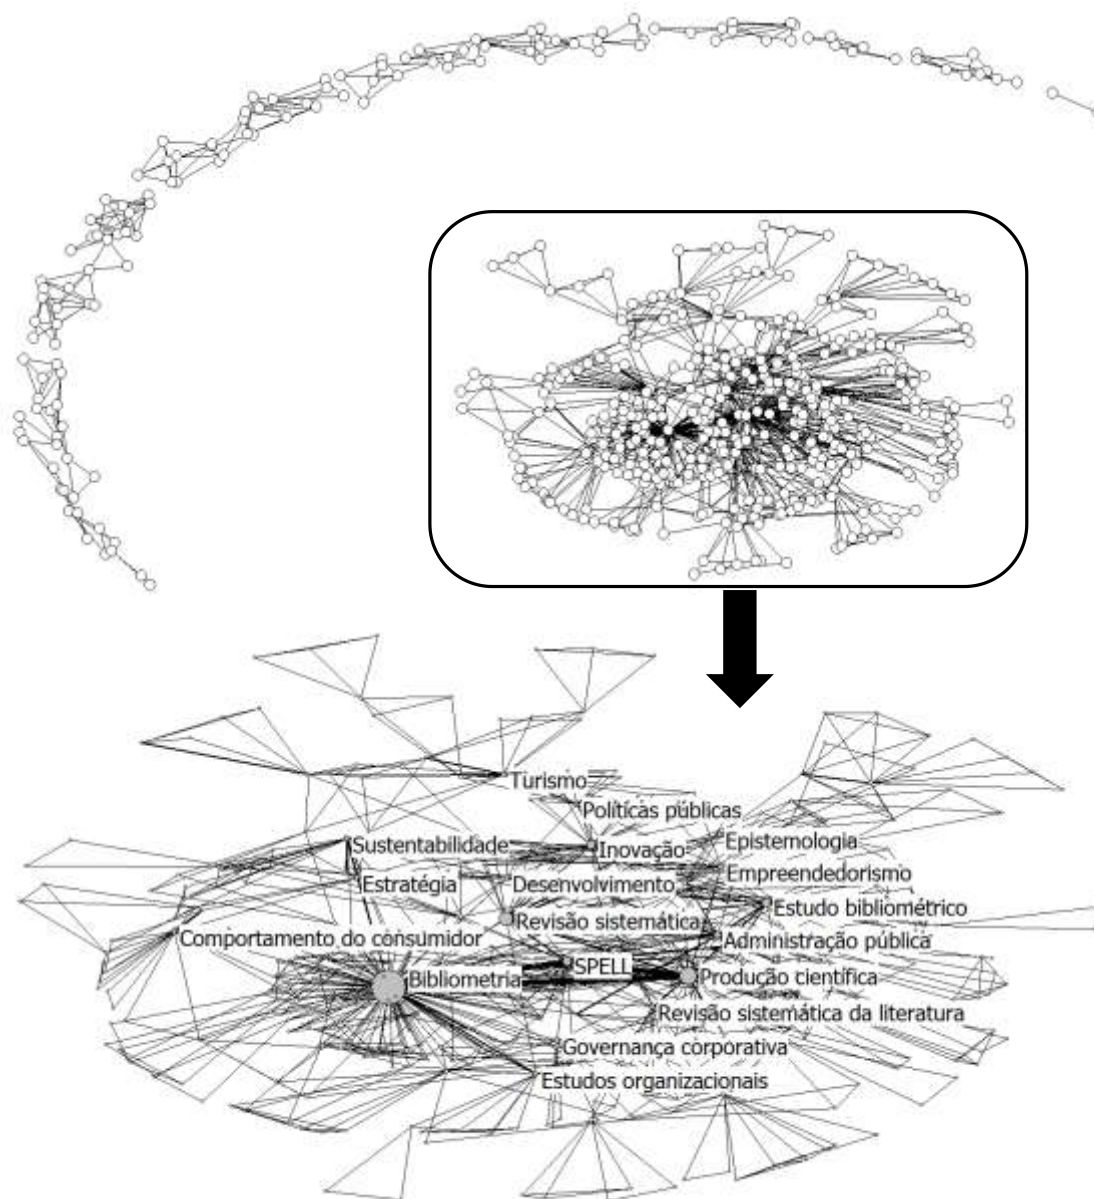 Turismo
Políticas públicas
Sustentabilidade
Inovação
Epistemologia
Estratégia
Desenvolvimento
Empreendedorismo
Revisão sistemática
Estudo bibliométrico
Comportamento do consumidor
Administração pública
Bibliometria
SPELL
Produção científica
Revisão sistemática da literatura
Governança corporativa
Estudos organizacionais